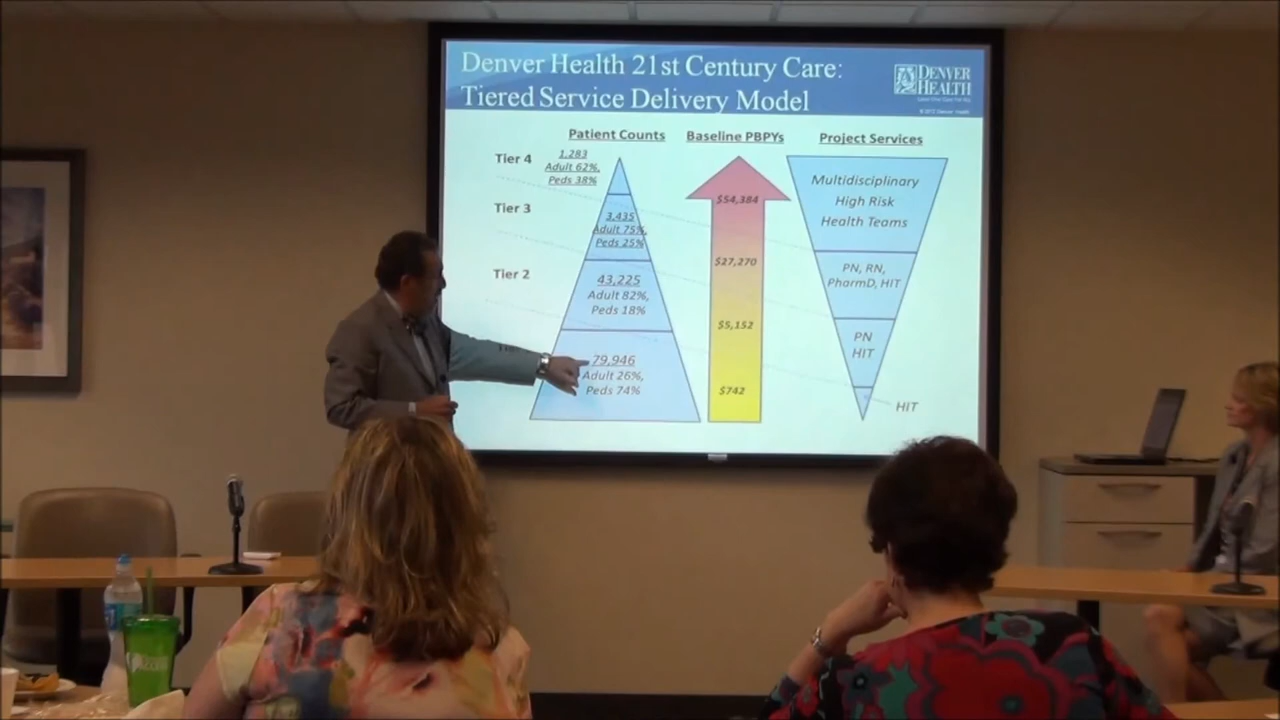 Denver Health 21st Century Care:
Tiered Service Delivery Model
DENVER
HEALTH
Patient Counts
Baseline PBPYs
Project Services
Tier 4
1,283
Adult 62%,
Peds 38%
$54,384
Multidisciplinary
High Risk
Health Teams
Tier 3
3,435
Adult 75%,
Peds 25%
$27,270
PN, RN,
PharmD, HIT
Tier 2
43,225
Adult 82%,
Peds 18%
$5,152
PN
HIT
79,946
Adult 26%,
Peds 74%
$742
HIT